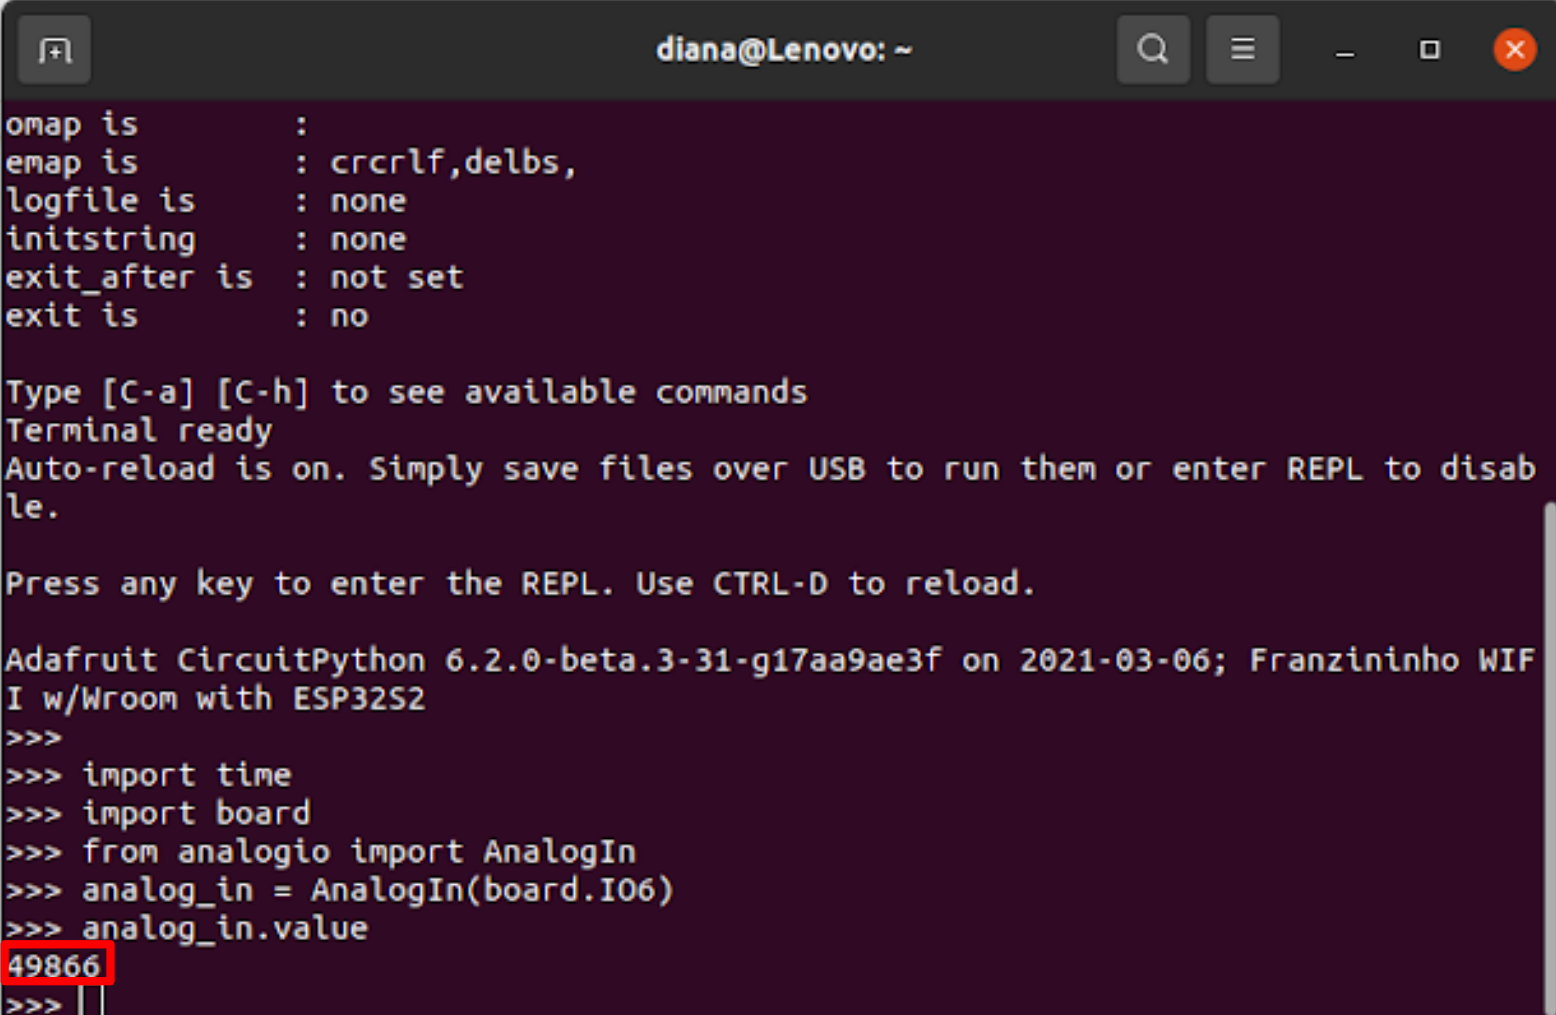 diana@Lenovo: ~
omap is        :
emap is        : crcrlf,delbs,
logfile is     : none
initstring     : none
exit_after is  : not set
exit is        : no
Type [C-a] [C-h] to see available commands
Terminal ready
Auto-reload is on. Simply save files over USB to run them or enter REPL to disab
le.
Press any key to enter the REPL. Use CTRL-D to reload.
Adafruit CircuitPython 6.2.0-beta.3-31-g17aa9ae3f on 2021-03-06; Franzininho WIF
I w/Wroom with ESP32S2
>>>
>>> import time
>>> import board
>>> from analogio import AnalogIn
>>> analog_in = AnalogIn(board.IO6)
>>> analog_in.value
49866
>>>